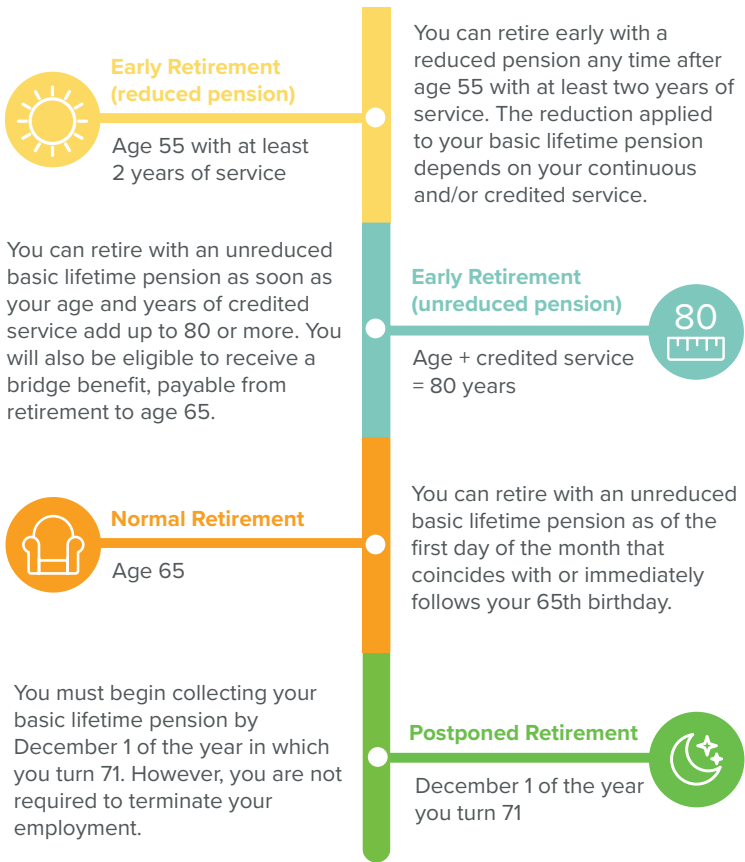 Early Retirement
(reduced pension)
Age 55 with at least
2 years of service
You can retire early with a
reduced pension any time after
age 55 with at least two years of
service. The reduction applied
to your basic lifetime pension
depends on your continuous
and/or credited service.
You can retire with an unreduced
basic lifetime pension as soon as
your age and years of credited
service add up to 80 or more. You
will also be eligible to receive a
bridge benefit, payable from
retirement to age 65.
Early Retirement
(unreduced pension)
80
Age + credited service
= 80 years
Normal Retirement
Age 65
You can retire with an unreduced
basic lifetime pension as of the
first day of the month that
coincides with or immediately
follows your 65th birthday.
You must begin collecting your
basic lifetime pension by
December 1 of the year in which
you turn 71. However, you are not
required to terminate your
employment.
Postponed Retirement
December 1 of the year
you turn 71